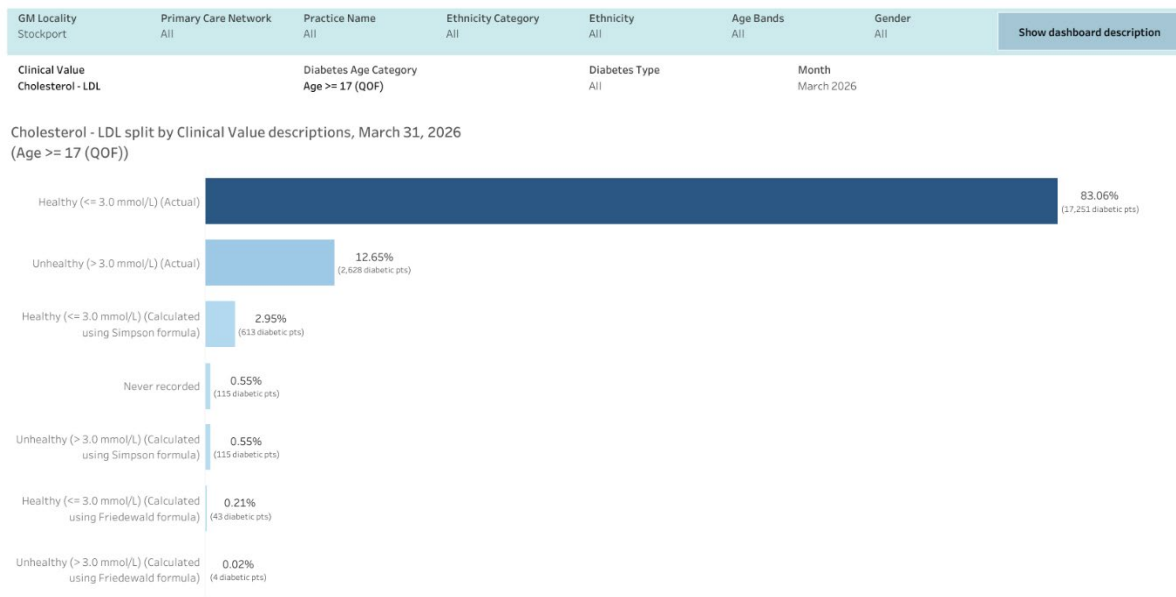 GM Locality Primary Care Network Practice Name Ethnicity Category Ethnicity Age Bands Gender
Stockport All All All All All All
Show dashboard description
Clinical Value Diabetes Age Category Diabetes Type Month
Cholesterol - LDL Age >= 17 (QOF) All March 2026
Cholesterol - LDL split by Clinical Value descriptions, March 31, 2026
(Age >= 17 (QOF))
Healthy (<= 3.0 mmol/L) (Actual)
83.06%
(17,251 diabetic pts)
Unhealthy (> 3.0 mmol/L) (Actual)
12.65%
(2,628 diabetic pts)
Healthy (<= 3.0 mmol/L) (Calculated
using Simpson formula)
2.95%
(613 diabetic pts)
Never recorded
0.55%
(115 diabetic pts)
Unhealthy (> 3.0 mmol/L) (Calculated
using Simpson formula)
0.55%
(115 diabetic pts)
Healthy (<= 3.0 mmol/L) (Calculated
using Friedewald formula)
0.21%
(43 diabetic pts)
Unhealthy (> 3.0 mmol/L) (Calculated
using Friedewald formula)
0.02%
(4 diabetic pts)